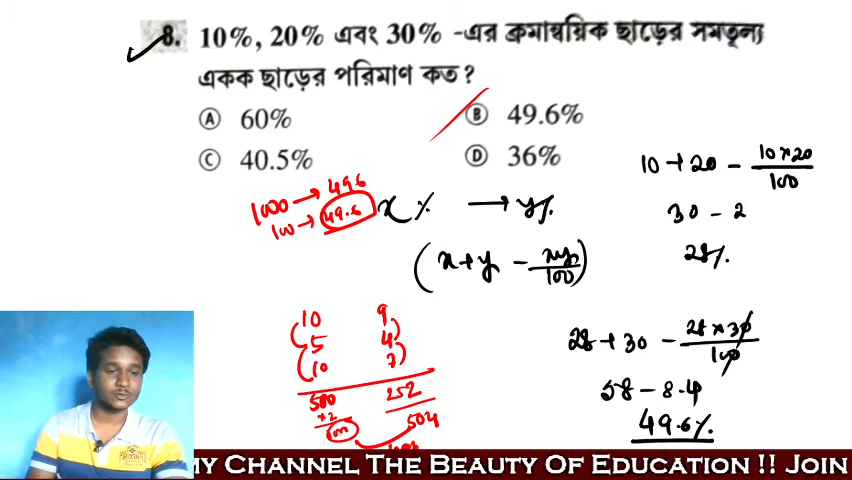 8. 10%, 20% এবং 30% -এর ক্রমান্বয়িক ছাড়ের সমতুল্য
একক ছাড়ের পরিমাণ কত?
Ⓐ 60% Ⓑ 49.6%
Ⓒ 40.5% Ⓓ 36%
1000 → 496
100 → 49.6
x% → y%
(x + y - xy/100)
10 + 20 - 10×20/100
30 - 2
28%
28 + 30 - 28×30/100
58 - 8.4
49.6%
10 9
5 4
10 7
500 252
×2 504
MY CHANNEL THE BEAUTY OF EDUCATION !! JOIN